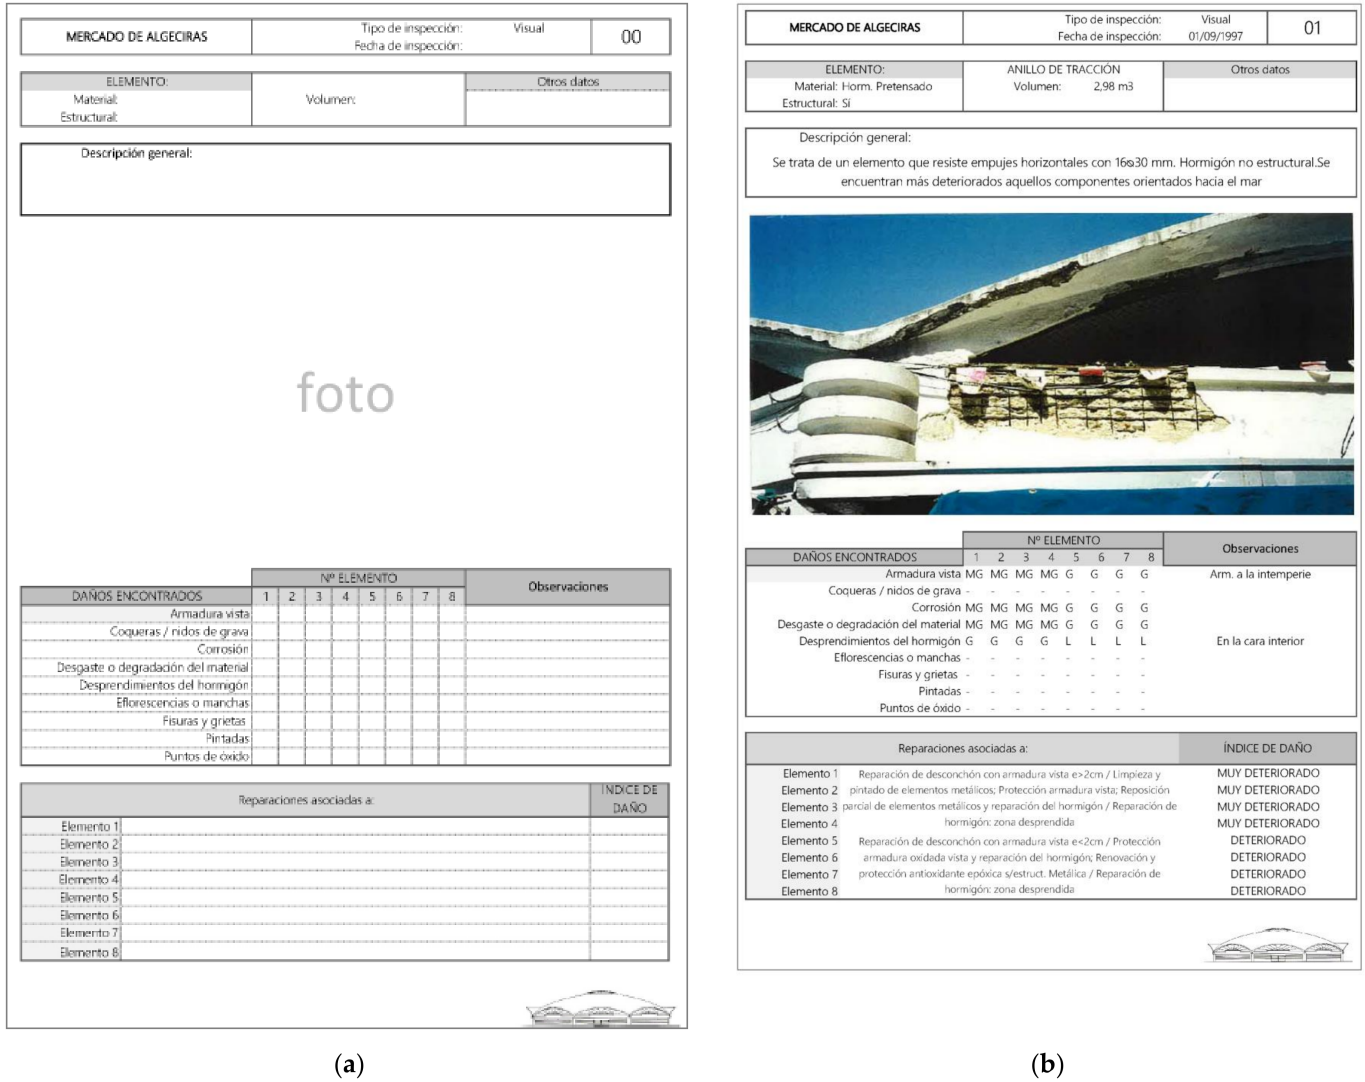 MERCADO DE ALGECIRAS
Tipo de inspección: Visual
Fecha de inspección:
00
ELEMENTO:
Otros datos
Material:
Volumen:
Estructural:
Descripción general:
foto
Nº ELEMENTO
Observaciones
DAÑOS ENCONTRADOS 1 2 3 4 5 6 7 8
Armadura vista
Coqueras / nidos de grava
Corrosión
Desgaste o degradación del material
Desprendimientos del hormigón
Eflorescencias o manchas
Fisuras y grietas
Pintadas
Puntos de óxido
Reparaciones asociadas a:
ÍNDICE DE
DAÑO
Elemento 1
Elemento 2
Elemento 3
Elemento 4
Elemento 5
Elemento 6
Elemento 7
Elemento 8
(a)
MERCADO DE ALGECIRAS
Tipo de inspección: Visual
Fecha de inspección: 01/09/1997
01
ELEMENTO: ANILLO DE TRACCIÓN Otros datos
Material: Horm. Pretensado Volumen: 2,98 m3
Estructural: Sí
Descripción general:
Se trata de un elemento que resiste empujes horizontales con 16ⱷ30 mm. Hormigón no estructural.Se
encuentran más deteriorados aquellos componentes orientados hacia el mar
Nº ELEMENTO
Observaciones
DAÑOS ENCONTRADOS 1 2 3 4 5 6 7 8
Armadura vista MG MG MG MG G G G G Arm. a la intemperie
Coqueras / nidos de grava - - - - - - - -
Corrosión MG MG MG MG G G G G
Desgaste o degradación del material MG MG MG MG G G G G
Desprendimientos del hormigón G G G G L L L L En la cara interior
Eflorescencias o manchas - - - - - - - -
Fisuras y grietas - - - - - - - -
Pintadas - - - - - - - -
Puntos de óxido - - - - - - - -
Reparaciones asociadas a: ÍNDICE DE DAÑO
Elemento 1 Reparación de desconchón con armadura vista e>2cm / Limpieza y MUY DETERIORADO
Elemento 2 pintado de elementos metálicos; Protección armadura vista; Reposición MUY DETERIORADO
Elemento 3 parcial de elementos metálicos y reparación del hormigón / Reparación de MUY DETERIORADO
Elemento 4 hormigón: zona desprendida MUY DETERIORADO
Elemento 5 Reparación de desconchón con armadura vista e<2cm / Protección DETERIORADO
Elemento 6 armadura oxidada vista y reparación del hormigón; Renovación y DETERIORADO
Elemento 7 protección antioxidante epóxica s/estruct. Metálica / Reparación de DETERIORADO
Elemento 8 hormigón: zona desprendida DETERIORADO
(b)